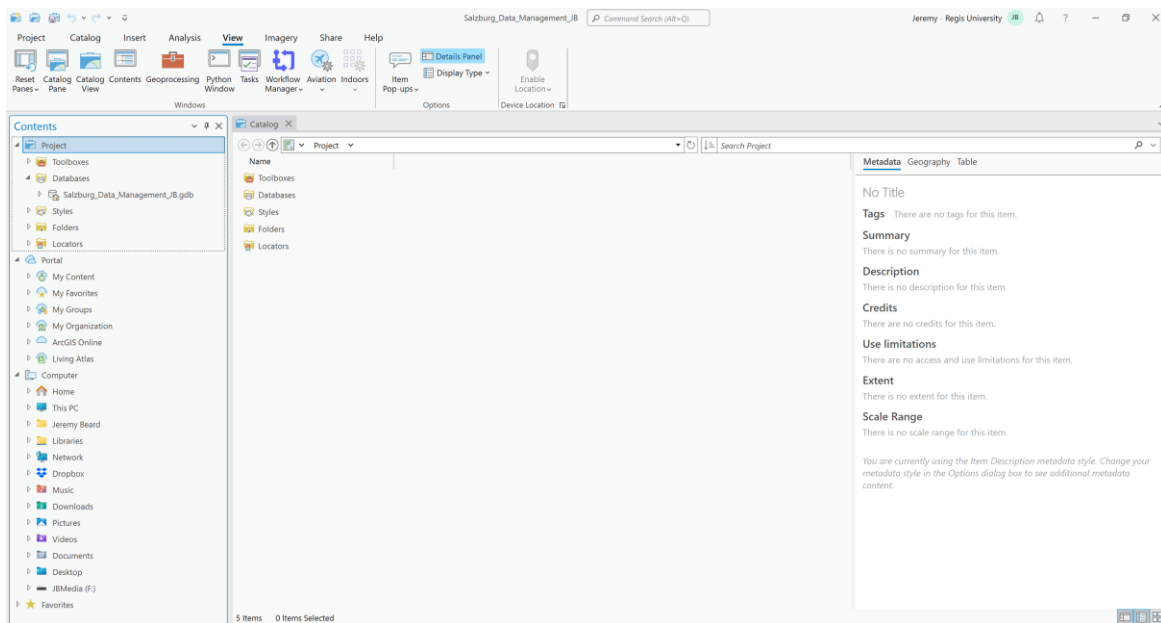 Salzburg_Data_Management_JB
Command Search (Alt+Q)
Jeremy - Regis University JB ?
Project Catalog Insert Analysis View Imagery Share Help
Reset Panes
Catalog Pane
Catalog View
Contents
Geoprocessing
Python Window
Tasks
Workflow Manager
Aviation
Indoors
Windows
Item Pop-ups
Details Panel
Display Type
Options
Enable Location
Device Location
Contents
Project
Toolboxes
Databases
Salzburg_Data_Management_JB.gdb
Styles
Folders
Locators
Portal
My Content
My Favorites
My Groups
My Organization
ArcGIS Online
Living Atlas
Computer
Home
This PC
Jeremy Beard
Libraries
Network
Dropbox
Music
Downloads
Pictures
Videos
Documents
Desktop
JBMedia (F:)
Favorites
Catalog
Project
Search Project
Name
Toolboxes
Databases
Styles
Folders
Locators
5 Items 0 Items Selected
Metadata Geography Table
No Title
Tags There are no tags for this item.
Summary
There is no summary for this item.
Description
There is no description for this item.
Credits
There are no credits for this item.
Use limitations
There are no access and use limitations for this item.
Extent
There is no extent for this item.
Scale Range
There is no scale range for this item.
You are currently using the Item Description metadata style. Change your
metadata style in the Options dialog box to see additional metadata
content.